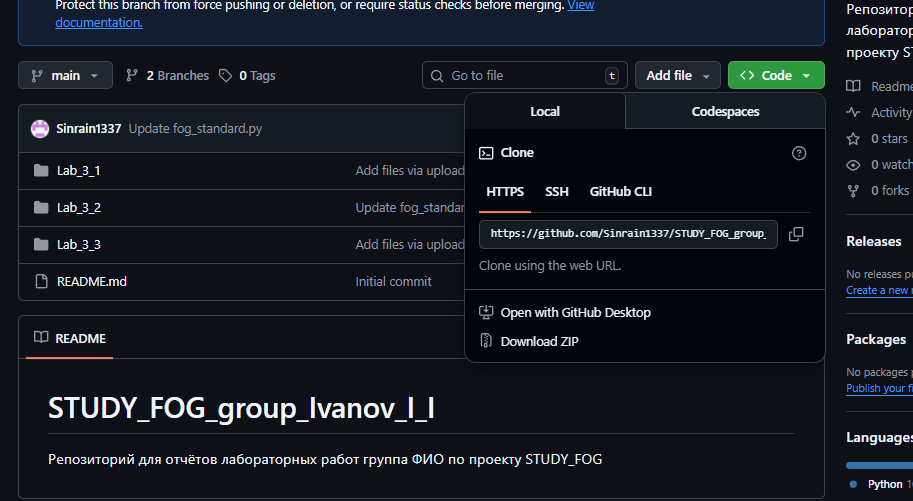 Protect this branch from force pushing or deletion, or require status checks before merging. View
documentation.
main
2 Branches
0 Tags
Go to file
t
Add file
Code
Sinrain1337 Update fog_standard.py
Lab_3_1 Add files via upload
Lab_3_2 Update fog_standar
Lab_3_3 Add files via upload
README.md Initial commit
Local
Codespaces
Clone
HTTPS SSH GitHub CLI
https://github.com/Sinrain1337/STUDY_FOG_group_
Clone using the web URL.
Open with GitHub Desktop
Download ZIP
README
STUDY_FOG_group_Ivanov_I_I
Репозиторий для отчётов лабораторных работ группа ФИО по проекту STUDY_FOG
Репозитор
лаборатор
проекту ST
Readme
Activity
0 stars
0 watch
0 forks
Releases
No releases pu
Create a new r
Packages
No packages p
Publish your fi
Languages
Python